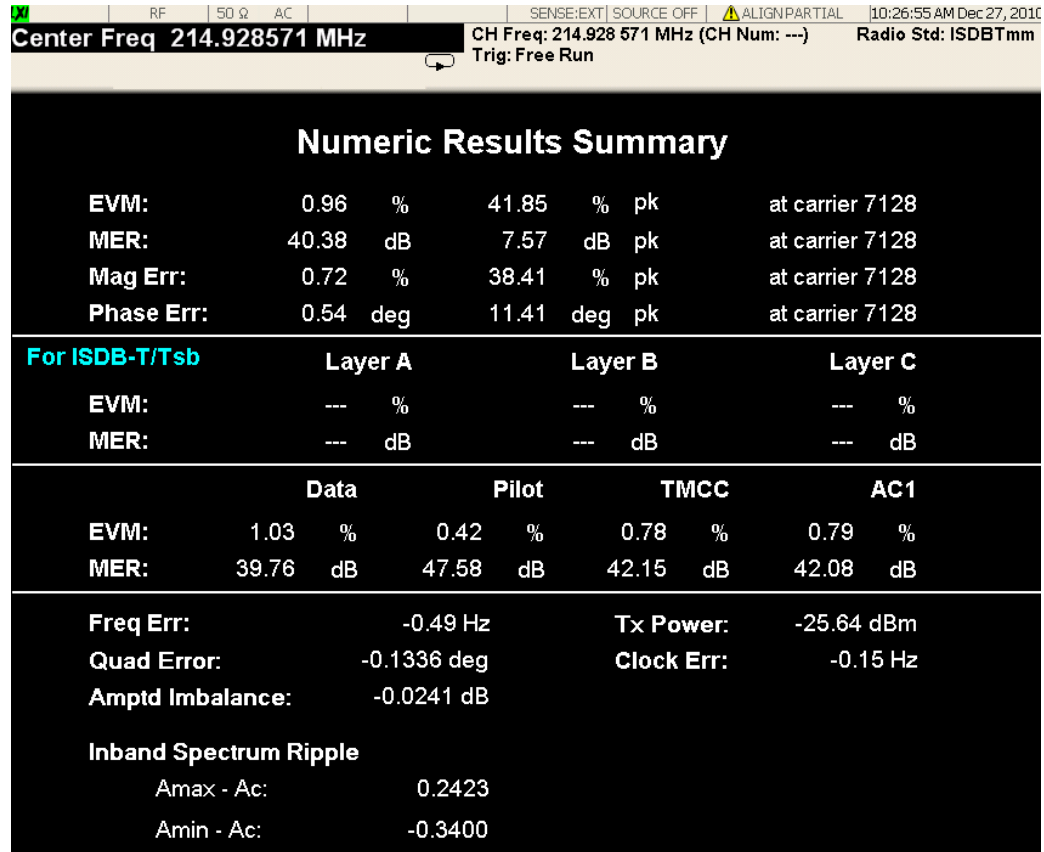 LXI RF 50 Ω AC SENSE:EXT SOURCE OFF ALIGN PARTIAL 10:26:55 AM Dec 27, 2010
Center Freq 214.928571 MHz CH Freq: 214.928 571 MHz (CH Num: ---) Radio Std: ISDBTmm
Trig: Free Run
Numeric Results Summary
EVM: 0.96 % 41.85 % pk at carrier 7128
MER: 40.38 dB 7.57 dB pk at carrier 7128
Mag Err: 0.72 % 38.41 % pk at carrier 7128
Phase Err: 0.54 deg 11.41 deg pk at carrier 7128
For ISDB-T/Tsb Layer A Layer B Layer C
EVM: --- % --- % --- %
MER: --- dB --- dB --- dB
Data Pilot TMCC AC1
EVM: 1.03 % 0.42 % 0.78 % 0.79 %
MER: 39.76 dB 47.58 dB 42.15 dB 42.08 dB
Freq Err: -0.49 Hz Tx Power: -25.64 dBm
Quad Error: -0.1336 deg Clock Err: -0.15 Hz
Amptd Imbalance: -0.0241 dB
Inband Spectrum Ripple
Amax - Ac: 0.2423
Amin - Ac: -0.3400